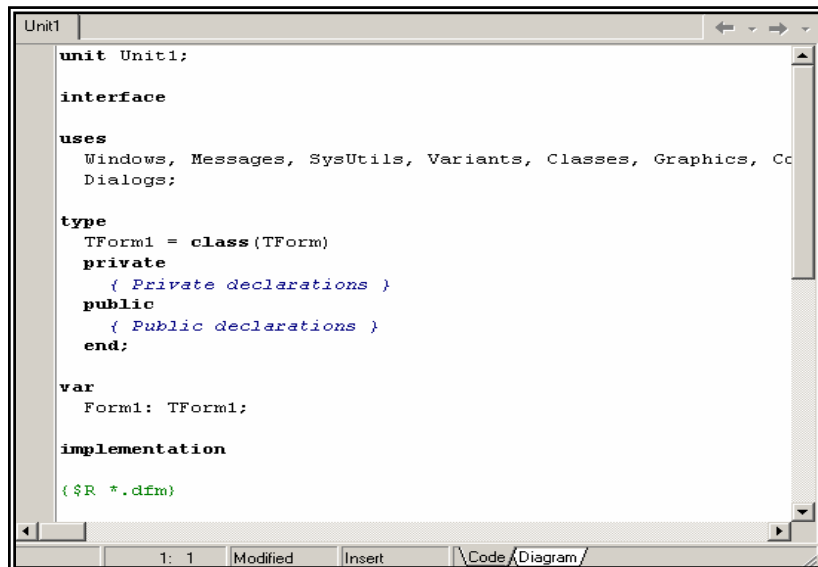 Unit1
unit Unit1;
interface
uses
Windows, Messages, SysUtils, Variants, Classes, Graphics, Co
Dialogs;
type
TForm1 = class(TForm)
private
{ Private declarations }
public
{ Public declarations }
end;
var
Form1: TForm1;
implementation
{$R *.dfm}
1: 1 Modified Insert Code Diagram